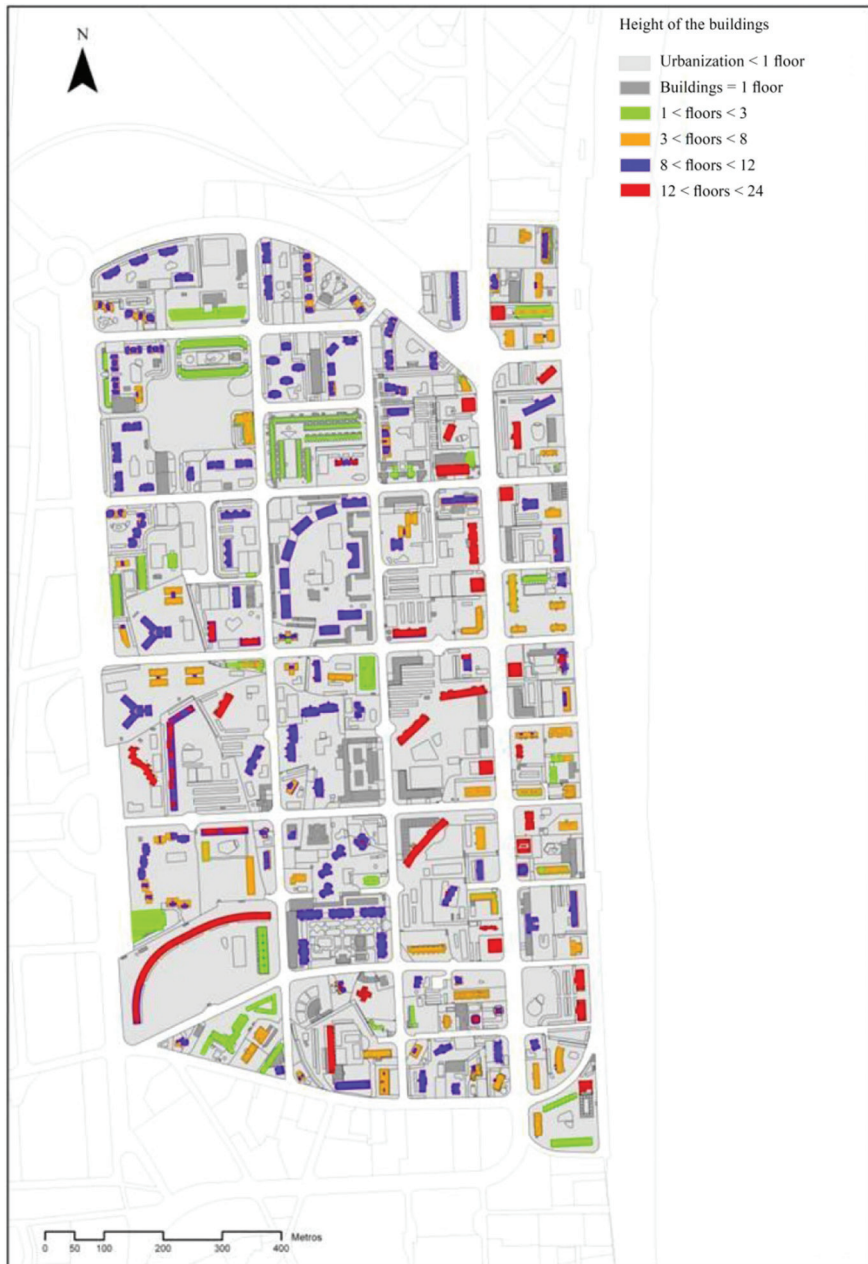 N
Height of the buildings
Urbanization < 1 floor
Buildings = 1 floor
1 < floors < 3
3 < floors < 8
8 < floors < 12
12 < floors < 24
Metros
0 50 100 200 300 400